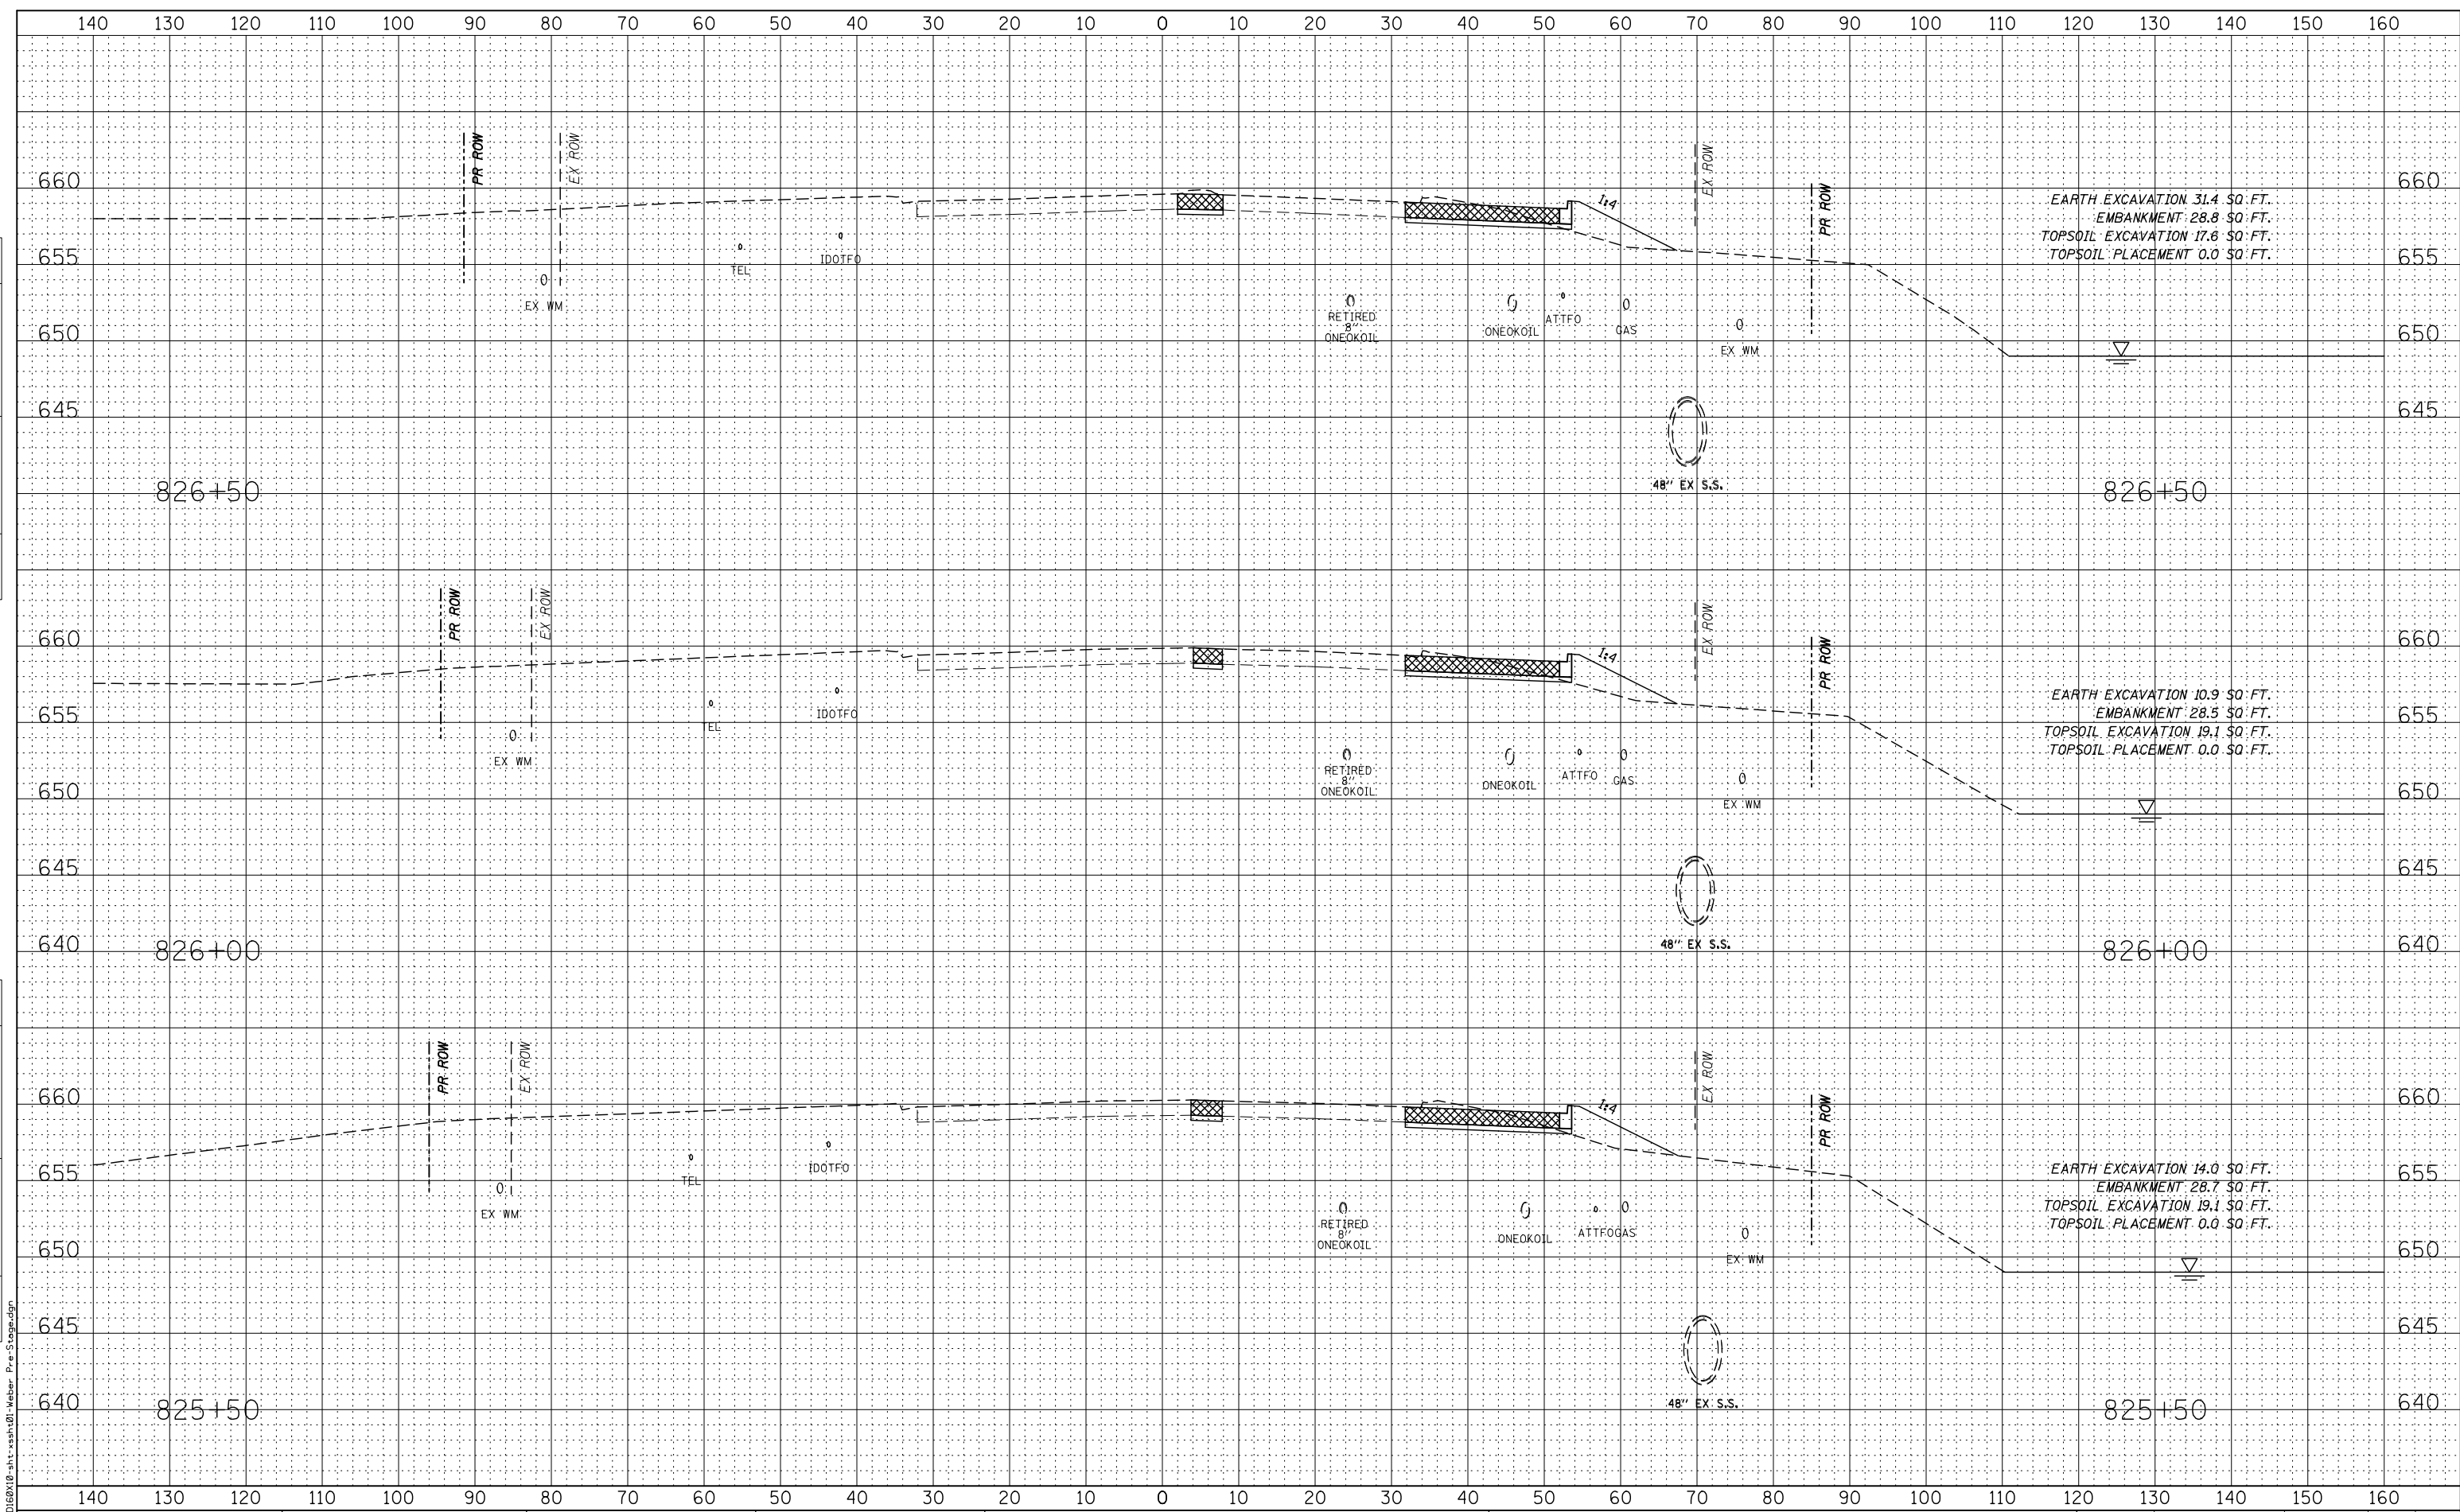 140 130 120 110 100 90 80 70 60 50 40 30 20 10 0 10 20 30 40 50 60 70 80 90 100 110 120 130 140 150 160
PR ROW
EX ROW
EX ROW
PR ROW
660
660
1:4
EARTH EXCAVATION 31.4 SQ FT.
EMBANKMENT 28.8 SQ FT.
TOPSOIL EXCAVATION 17.6 SQ FT.
TOPSOIL PLACEMENT 0.0 SQ FT.
655
655
TEL
IDOTFO
EX WM
RETIRED
8"
ONEOKOIL
ONEOKOIL
ATTFO
GAS
EX WM
650
650
645
645
48" EX S.S.
826+50
826+50
PR ROW
EX ROW
EX ROW
PR ROW
660
660
1:4
EARTH EXCAVATION 10.9 SQ FT.
EMBANKMENT 28.5 SQ FT.
TOPSOIL EXCAVATION 19.1 SQ FT.
TOPSOIL PLACEMENT 0.0 SQ FT.
655
655
TEL
IDOTFO
EX WM
RETIRED
8"
ONEOKOIL
ONEOKOIL
ATTFO
GAS
EX WM
650
650
645
645
48" EX S.S.
640
640
826+00
826+00
PR ROW
EX ROW
EX ROW
PR ROW
660
660
1:4
EARTH EXCAVATION 14.0 SQ FT.
EMBANKMENT 28.7 SQ FT.
TOPSOIL EXCAVATION 19.1 SQ FT.
TOPSOIL PLACEMENT 0.0 SQ FT.
655
655
TEL
IDOTFO
EX WM
RETIRED
8"
ONEOKOIL
ONEOKOIL
ATTFOGAS
EX WM
650
650
645
645
48" EX S.S.
640
640
825+50
825+50
D160X10-sht-xssht01-Weber Pre-Stage.dgn
140 130 120 110 100 90 80 70 60 50 40 30 20 10 0 10 20 30 40 50 60 70 80 90 100 110 120 130 140 150 160